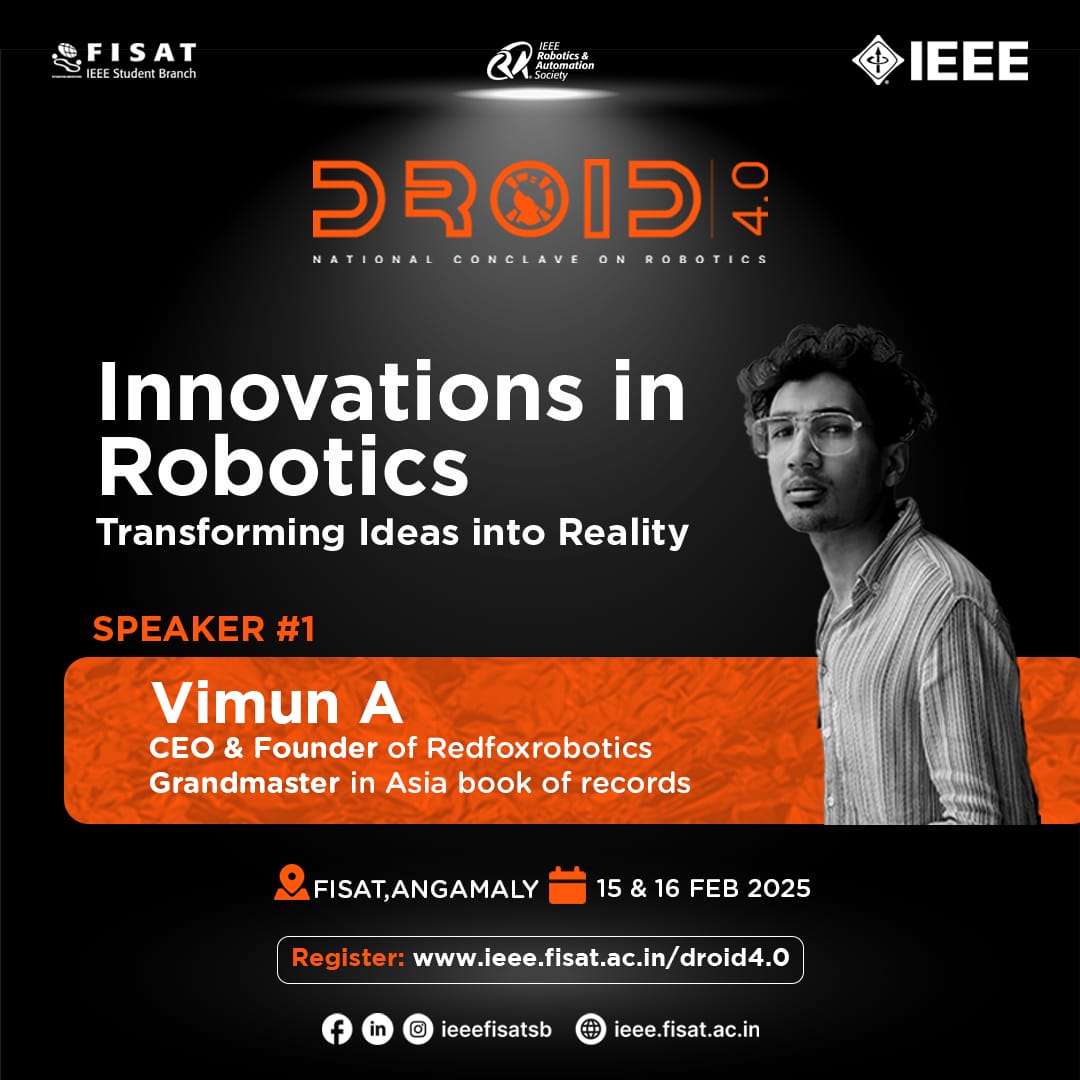 FISAT
IEEE Student Branch
IEEE
Robotics &
Automation
Society
IEEE
DROID 4.0
NATIONAL CONCLAVE ON ROBOTICS
Innovations in
Robotics
Transforming Ideas into Reality
SPEAKER #1
Vimun A
CEO & Founder of Redfoxrobotics
Grandmaster in Asia book of records
FISAT,ANGAMALY 15 & 16 FEB 2025
Register: www.ieee.fisat.ac.in/droid4.0
ieeefisatsb ieee.fisat.ac.in